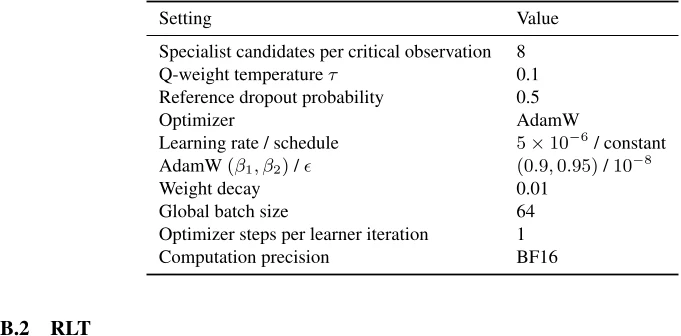 Setting Value
Specialist candidates per critical observation 8
Q-weight temperature τ 0.1
Reference dropout probability 0.5
Optimizer AdamW
Learning rate / schedule 5 × 10⁻⁶ / constant
AdamW (β₁, β₂) / ϵ (0.9, 0.95) / 10⁻⁸
Weight decay 0.01
Global batch size 64
Optimizer steps per learner iteration 1
Computation precision BF16
B.2 RLT